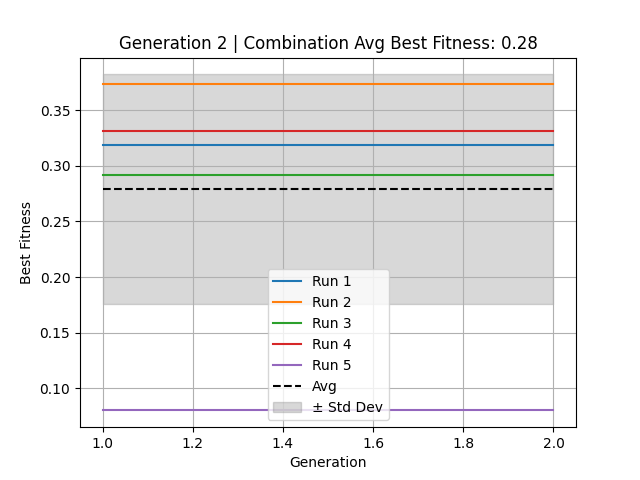 Generation 2 | Combination Avg Best Fitness: 0.28
Best Fitness
0.35
0.30
0.25
0.20
0.15
0.10
Run 1
Run 2
Run 3
Run 4
Run 5
Avg
± Std Dev
1.0 1.2 1.4 1.6 1.8 2.0
Generation